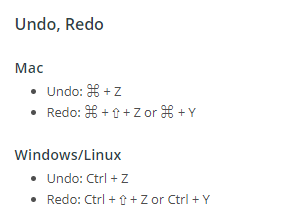 Undo, Redo
Mac
• Undo: ⌘ + Z
• Redo: ⌘ + ⇧ + Z or ⌘ + Y
Windows/Linux
• Undo: Ctrl + Z
• Redo: Ctrl + ⇧ + Z or Ctrl + Y